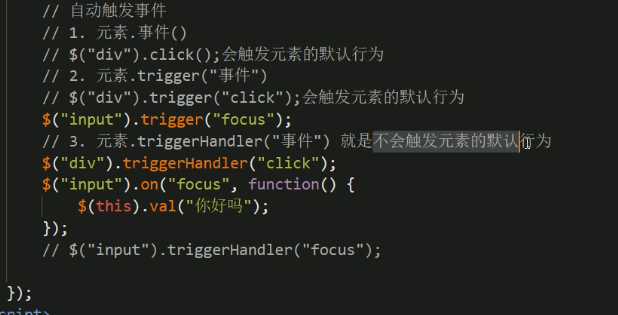 // 自动触发事件
// 1. 元素.事件()
// $("div").click();会触发元素的默认行为
// 2. 元素.trigger("事件")
// $("div").trigger("click");会触发元素的默认行为
$("input").trigger("focus");
// 3. 元素.triggerHandler("事件") 就是不会触发元素的默认行为
$("div").triggerHandler("click");
$("input").on("focus", function() {
$(this).val("你好吗");
});
// $("input").triggerHandler("focus");
});
script>